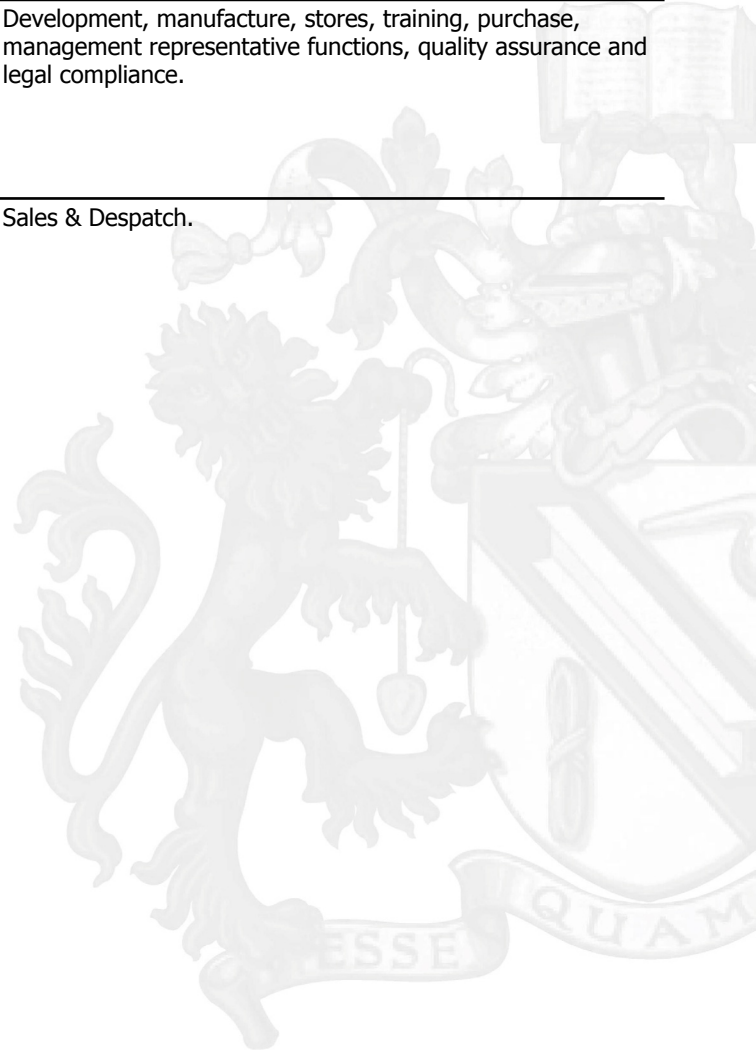 Development, manufacture, stores, training, purchase,
management representative functions, quality assurance and
legal compliance.
Sales & Despatch.
ESSE
QUAM